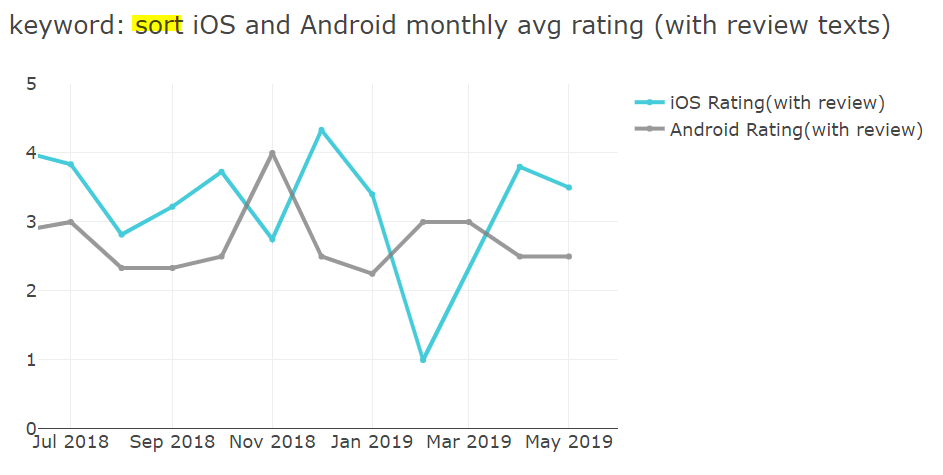 keyword: sort iOS and Android monthly avg rating (with review texts)
5
iOS Rating(with review)
Android Rating(with review)
4
3
2
1
0
Jul 2018 Sep 2018 Nov 2018 Jan 2019 Mar 2019 May 2019